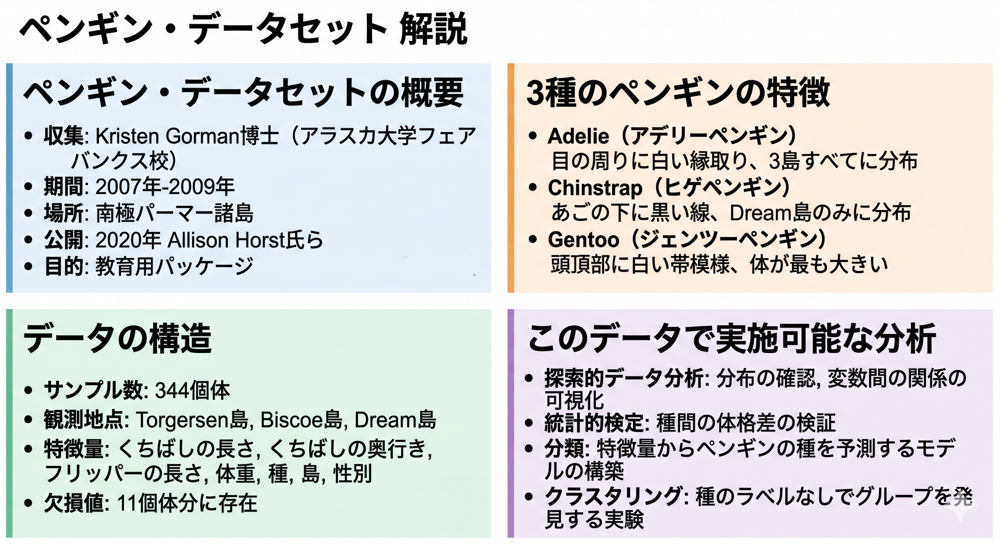 ペンギン・データセット 解説
ペンギン・データセットの概要
• 収集: Kristen Gorman博士（アラスカ大学フェア
バンクス校）
• 期間: 2007年-2009年
• 場所: 南極パーマー諸島
• 公開: 2020年 Allison Horst氏ら
• 目的: 教育用パッケージ
3種のペンギンの特徴
• Adelie（アデリーペンギン）
目の周りに白い縁取り、3島すべてに分布
• Chinstrap（ヒゲペンギン）
あごの下に黒い線、Dream島のみに分布
• Gentoo（ジェンツーペンギン）
頭頂部に白い帯模様、体が最も大きい
データの構造
• サンプル数: 344個体
• 観測地点: Torgersen島, Biscoe島, Dream島
• 特徴量: くちばしの長さ, くちばしの奥行き,
フリッパーの長さ, 体重, 種, 島, 性別
• 欠損値: 11個体分に存在
このデータで実施可能な分析
• 探索的データ分析: 分布の確認, 変数間の関係の
可視化
• 統計的検定: 種間の体格差の検証
• 分類: 特徴量からペンギンの種を予測するモデ
ルの構築
• クラスタリング: 種のラベルなしでグループを発
見する実験